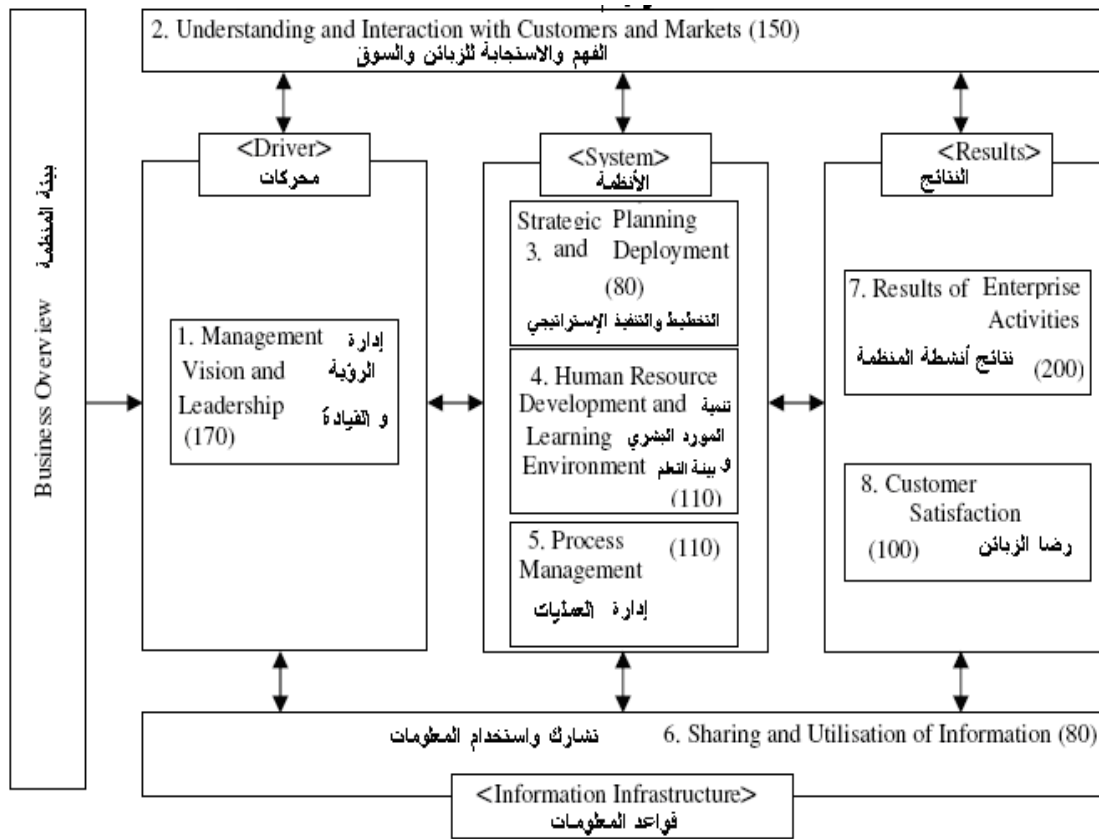 2. Understanding and Interaction with Customers and Markets (150)
الفهم والاستجابة للزبائن والسوق
Business Overview بيئة المنظمة
<Driver>
محركات
1. Management إدارة
Vision and الرؤية
Leadership و القيادة
(170)
<System>
الأنظمة
Strategic Planning
3. and Deployment
(80)
التخطيط والتنفيذ الإستراتيجي
4. Human Resource
Development and تنمية
Learning المورد البشري
Environment و بيئة التعلم
(110)
5. Process (110)
Management
إدارة العمليات
<Results>
النتائج
7. Results of Enterprise
Activities
نتائج أنشطة المنظمة (200)
8. Customer
Satisfaction
(100) رضا الزبائن
تشارك واستخدام المعلومات 6. Sharing and Utilisation of Information (80)
<Information Infrastructure>
قواعد المعلومات